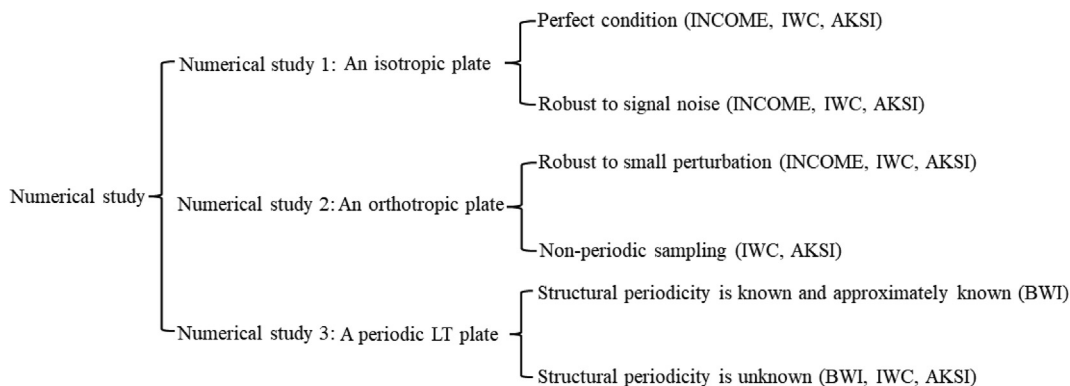 Numerical study
Numerical study 1: An isotropic plate
Perfect condition (INCOME, IWC, AKSI)
Robust to signal noise (INCOME, IWC, AKSI)
Numerical study 2: An orthotropic plate
Robust to small perturbation (INCOME, IWC, AKSI)
Non-periodic sampling (IWC, AKSI)
Numerical study 3: A periodic LT plate
Structural periodicity is known and approximately known (BWI)
Structural periodicity is unknown (BWI, IWC, AKSI)